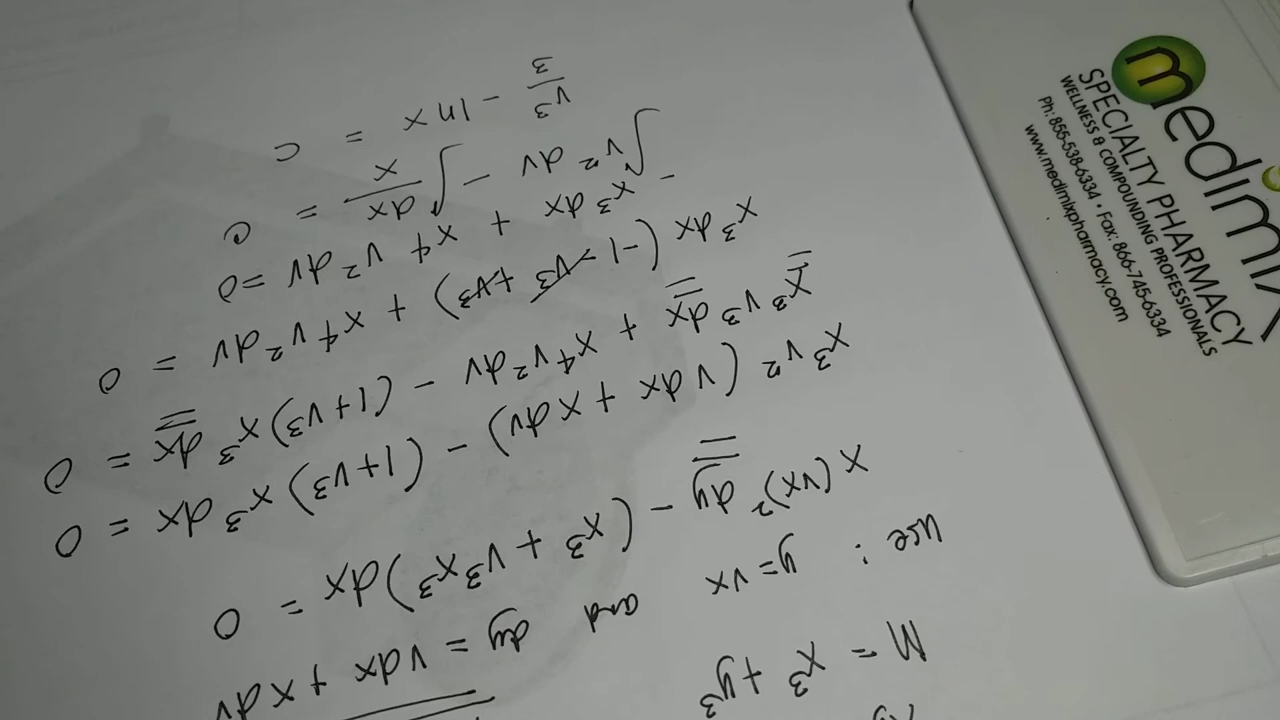 M = x³ + y³
use : y = vx and dy = v dx + x dv
x(vx)² dy - (x³ + v³x³) dx = 0
x³v² (v dx + x dv) - (1+v³) x³ dx = 0
x³v³ dx + x⁴v² dv - (1+v³) x³ dx = 0
x³ dx (-1 - v³ + v³) + x⁴v² dv = 0
- x³ dx + x⁴ v² dv = 0
∫ v² dv - ∫ dx/x = c
v³/3 - ln x = c
medimix
SPECIALTY PHARMACY
WELLNESS & COMPOUNDING PROFESSIONALS
Ph: 855-538-6334 • Fax: 866-745-6334
www.medimixpharmacy.com